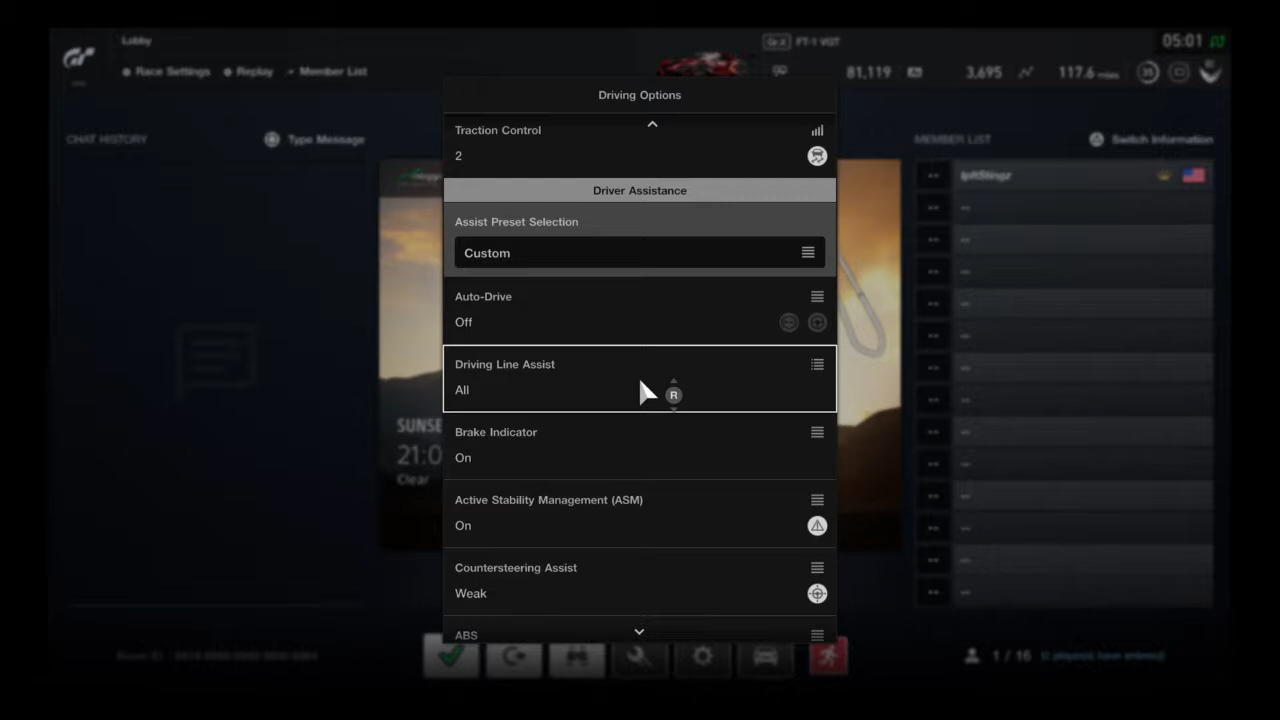 Lobby
Gr.X FT-1 VGT
05:01
Race Settings
Replay
Member List
81,119
3,695
117.6 miles
35
Driving Options
CHAT HISTORY
Type Message
MEMBER LIST
Switch Information
Traction Control
2
Driver Assistance
Assist Preset Selection
Custom
Auto-Drive
Off
Driving Line Assist
All
R
Brake Indicator
On
Active Stability Management (ASM)
On
Countersteering Assist
Weak
ABS
SUNSE
21:0
Clear
1 / 16